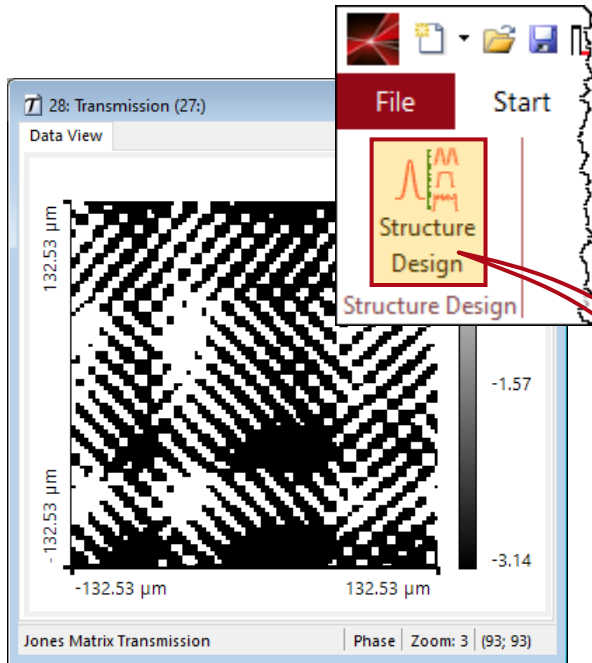 File Start
Structure
Design
Structure Design
28: Transmission (27:)
Data View
132.53 µm
-132.53 µm
-1.57
-3.14
-132.53 µm 132.53 µm
Jones Matrix Transmission Phase Zoom: 3 (93; 93)